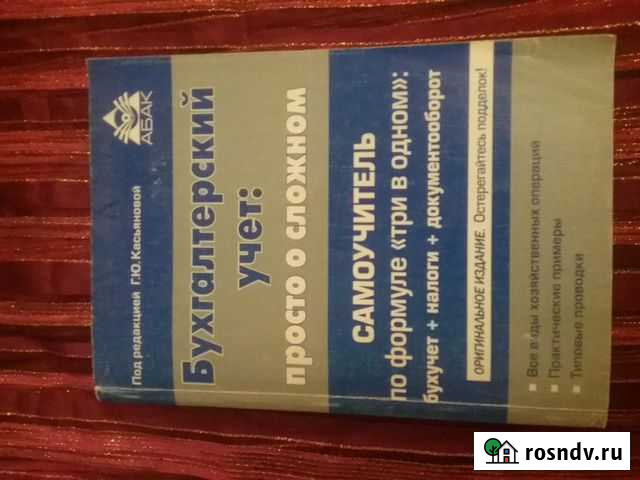 АБАК
Под редакцией Г.Ю.Касьяновой
Бухгалтерский
учет:
просто о сложном
САМОУЧИТЕЛЬ
по формуле «три в одном»:
бухучет + налоги + документооборот
ОРИГИНАЛЬНОЕ ИЗДАНИЕ. Остерегайтесь подделок!
Все виды хозяйственных операций
Практические примеры
Типовые проводки
rosndv.ru